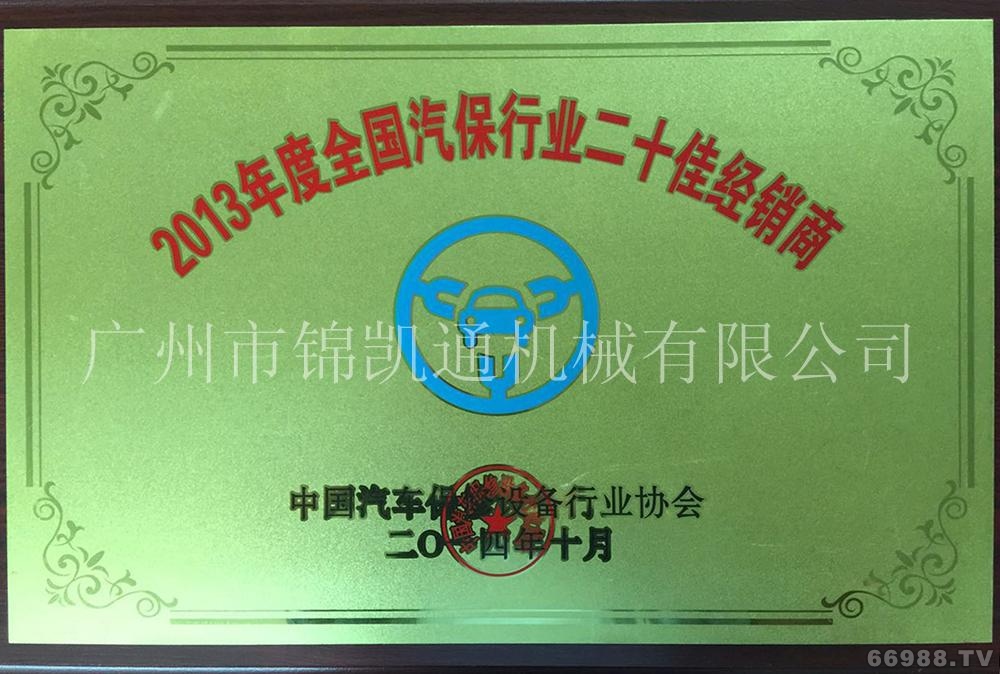 2013年度全国汽保行业二十佳经销商
广州市锦凯通机械有限公司
中国汽车保修设备行业协会
二〇一四年十月
66988.TV